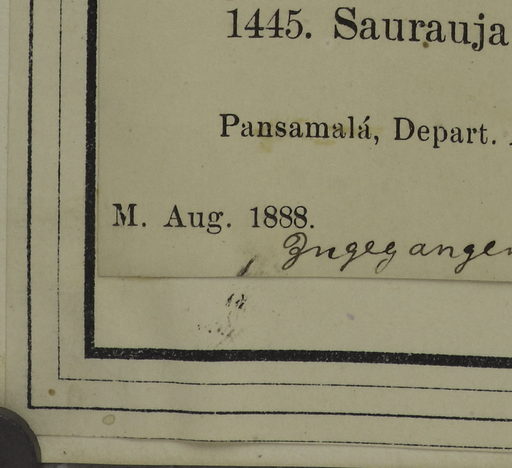 1445. Saurauja
Pansamalá, Depart.
M. Aug. 1888.
Zugegangen